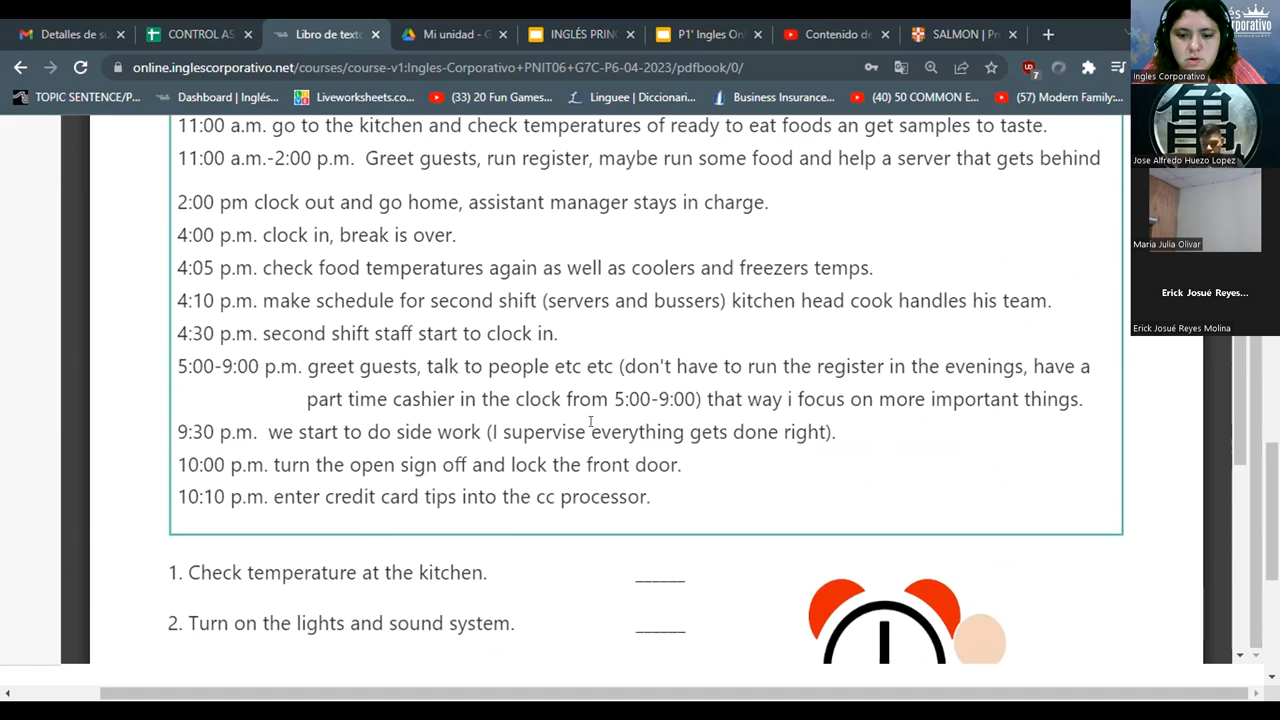 Detalles de su
CONTROL AS
Libro de texto
Mi unidad - G
INGLÉS PRIN
P1' Ingles On
Contenido de
SALMON | Pr
online.inglescorporativo.net/courses/course-v1:Ingles-Corporativo+PNIT06+G7C-P6-04-2023/pdfbook/0/
7
TOPIC SENTENCE/P...
Dashboard | Inglés...
Liveworksheets.co...
(33) 207 - Games...
Linguee | Diccionari...
Business Insurance...
(40) 50 COMMON E...
(57) Modern Family:...
11:00 a.m. go to the kitchen and check temperatures of ready to eat foods an get samples to taste.
11:00 a.m.-2:00 p.m. Greet guests, run register, maybe run some food and help a server that gets behind
2:00 pm clock out and go home, assistant manager stays in charge.
4:00 p.m. clock in, break is over.
4:05 p.m. check food temperatures again as well as coolers and freezers temps.
4:10 p.m. make schedule for second shift (servers and bussers) kitchen head cook handles his team.
4:30 p.m. second shift staff start to clock in.
5:00-9:00 p.m. greet guests, talk to people etc etc (don't have to run the register in the evenings, have a
part time cashier in the clock from 5:00-9:00) that way i focus on more important things.
9:30 p.m. we start to do side work (I supervise everything gets done right).
10:00 p.m. turn the open sign off and lock the front door.
10:10 p.m. enter credit card tips into the cc processor.
1. Check temperature at the kitchen. ______
2. Turn on the lights and sound system. ______
Ingles Corporativo
Jose Alfredo Huezo Lopez
Maria Julia Olivar
Erick Josué Reyes...
Erick Josué Reyes Molina